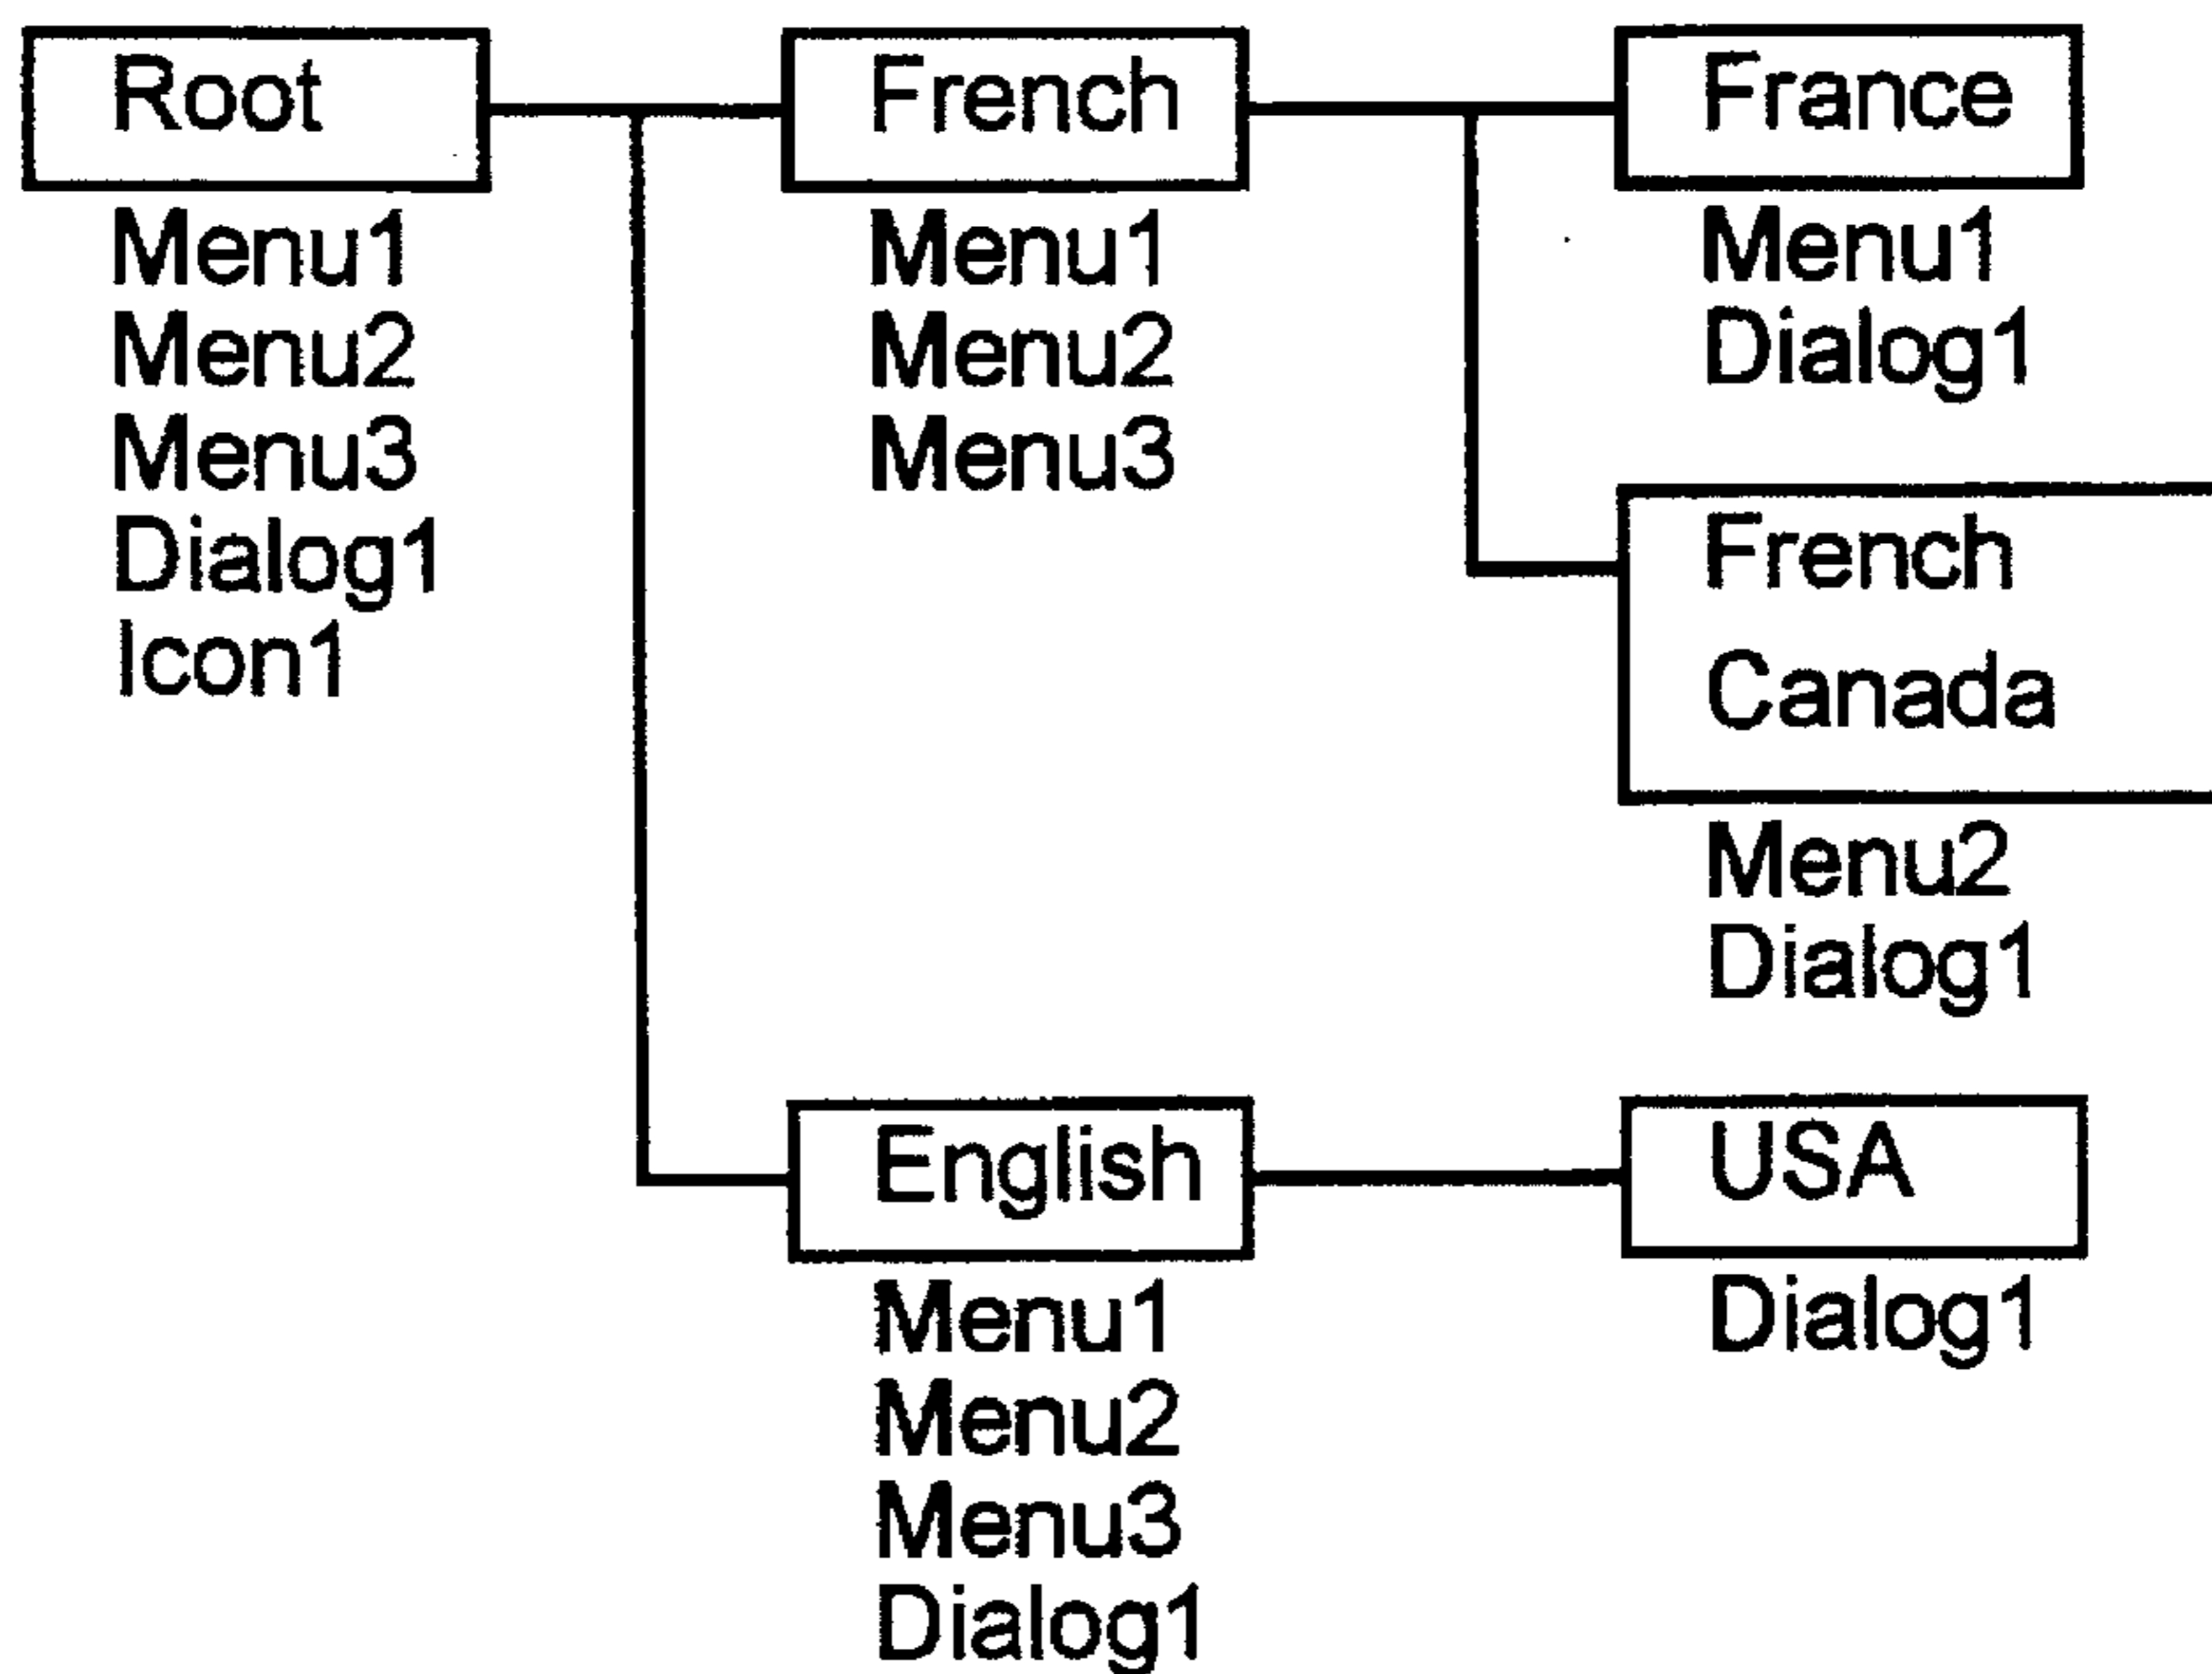 Root
Menu1
Menu2
Menu3
Dialog1
Icon1
French
Menu1
Menu2
Menu3
France
Menu1
Dialog1
French
Canada
Menu2
Dialog1
English
Menu1
Menu2
Menu3
Dialog1
USA
Dialog1